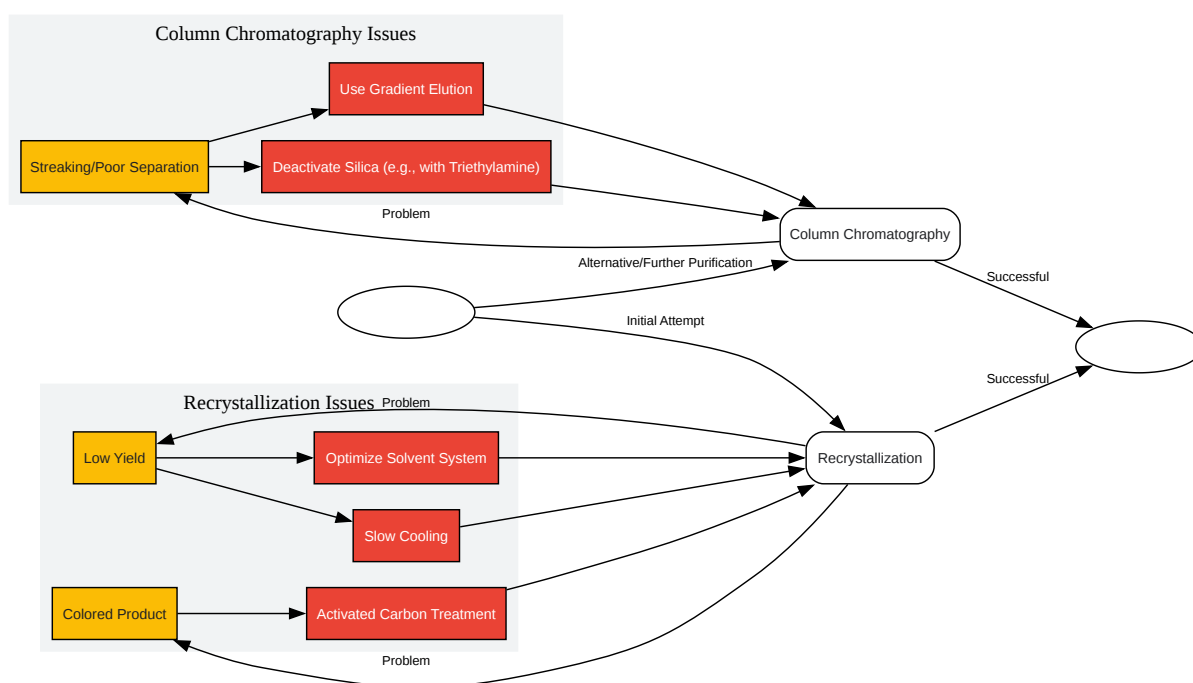 Column Chromatography Issues
Use Gradient Elution
Streaking/Poor Separation
Deactivate Silica (e.g., with Triethylamine)
Problem
Column Chromatography
Alternative/Further Purification
Successful
Initial Attempt
Successful
Recrystallization Issues
Problem
Low Yield
Optimize Solvent System
Recrystallization
Slow Cooling
Colored Product
Activated Carbon Treatment
Problem